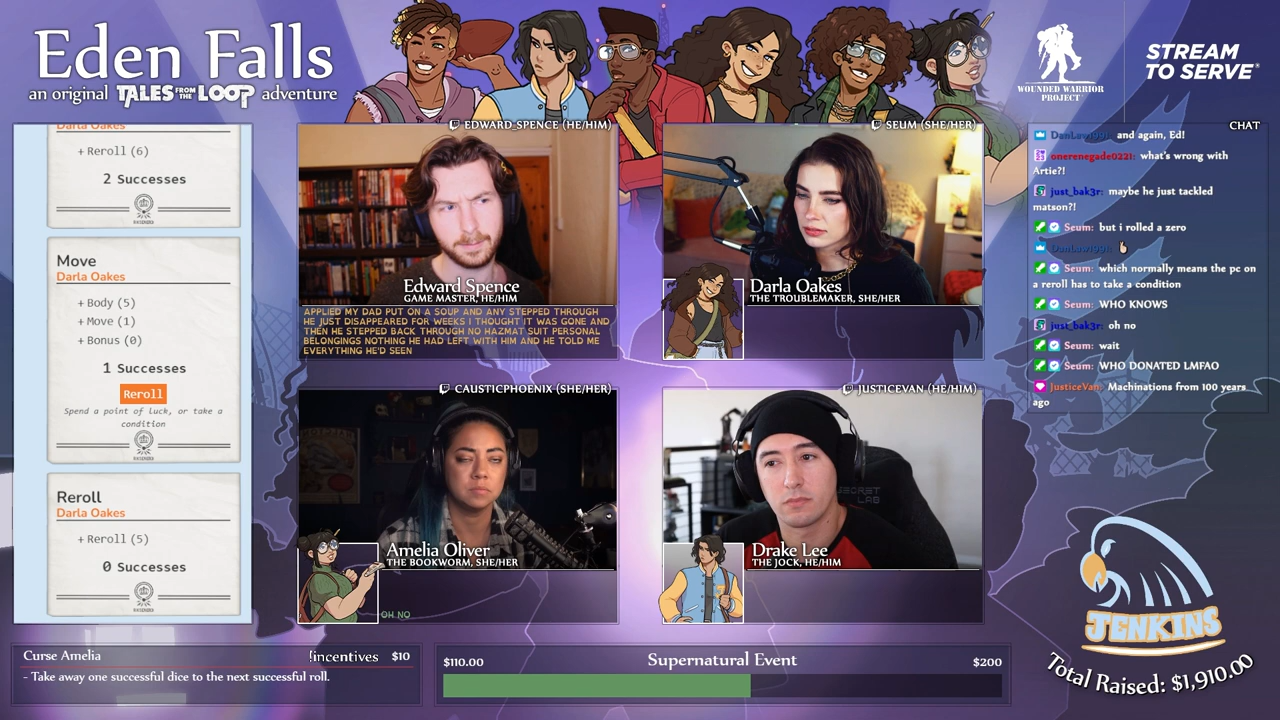 Eden Falls
an original TALES FROM THE LOOP adventure
WOUNDED WARRIOR
PROJECT
STREAM
TO SERVE
Darla Oakes
+ Reroll (6)
2 Successes
Move
Darla Oakes
+ Body (5)
+ Move (1)
+ Bonus (0)
1 Successes
Reroll
Spend a point of luck, or take a
condition
Reroll
Darla Oakes
+ Reroll (5)
0 Successes
EDWARD_SPENCE (HE/HIM)
Edward Spence
GAME MASTER, HE/HIM
APPLIED MY DAD PUT ON A SOUP AND ANY STEPPED THROUGH
HE JUST DISAPPEARED FOR WEEKS I THOUGHT IT WAS GONE AND
THEN HE STEPPED BACK THROUGH NO HAZMAT SUIT PERSONAL
BELONGINGS NOTHING HE HAD LEFT WITH HIM AND HE TOLD ME
EVERYTHING HE'D SEEN
SEUM (SHE/HER)
Darla Oakes
THE TROUBLEMAKER, SHE/HER
CAUSTICPHOENIX (SHE/HER)
Amelia Oliver
THE BOOKWORM, SHE/HER
OH NO
JUSTICEVAN (HE/HIM)
SECRET
LAB
Drake Lee
THE JOCK, HE/HIM
CHAT
DanLaw1991: and again, Ed!
onerenegade0221: what's wrong with
Artie?!
just_bak3r: maybe he just tackled
matson?!
Seum: but i rolled a zero
DanLaw1991:
Seum: which normally means the pc on
a reroll has to take a condition
Seum: WHO KNOWS
just_bak3r: oh no
Seum: wait
Seum: WHO DONATED LMFAO
JusticeVan: Machinations from 100 years
ago
JENKINS
Total Raised: $1,910.00
Curse Amelia
!incentives $10
- Take away one successful dice to the next successful roll.
$110.00 Supernatural Event $200